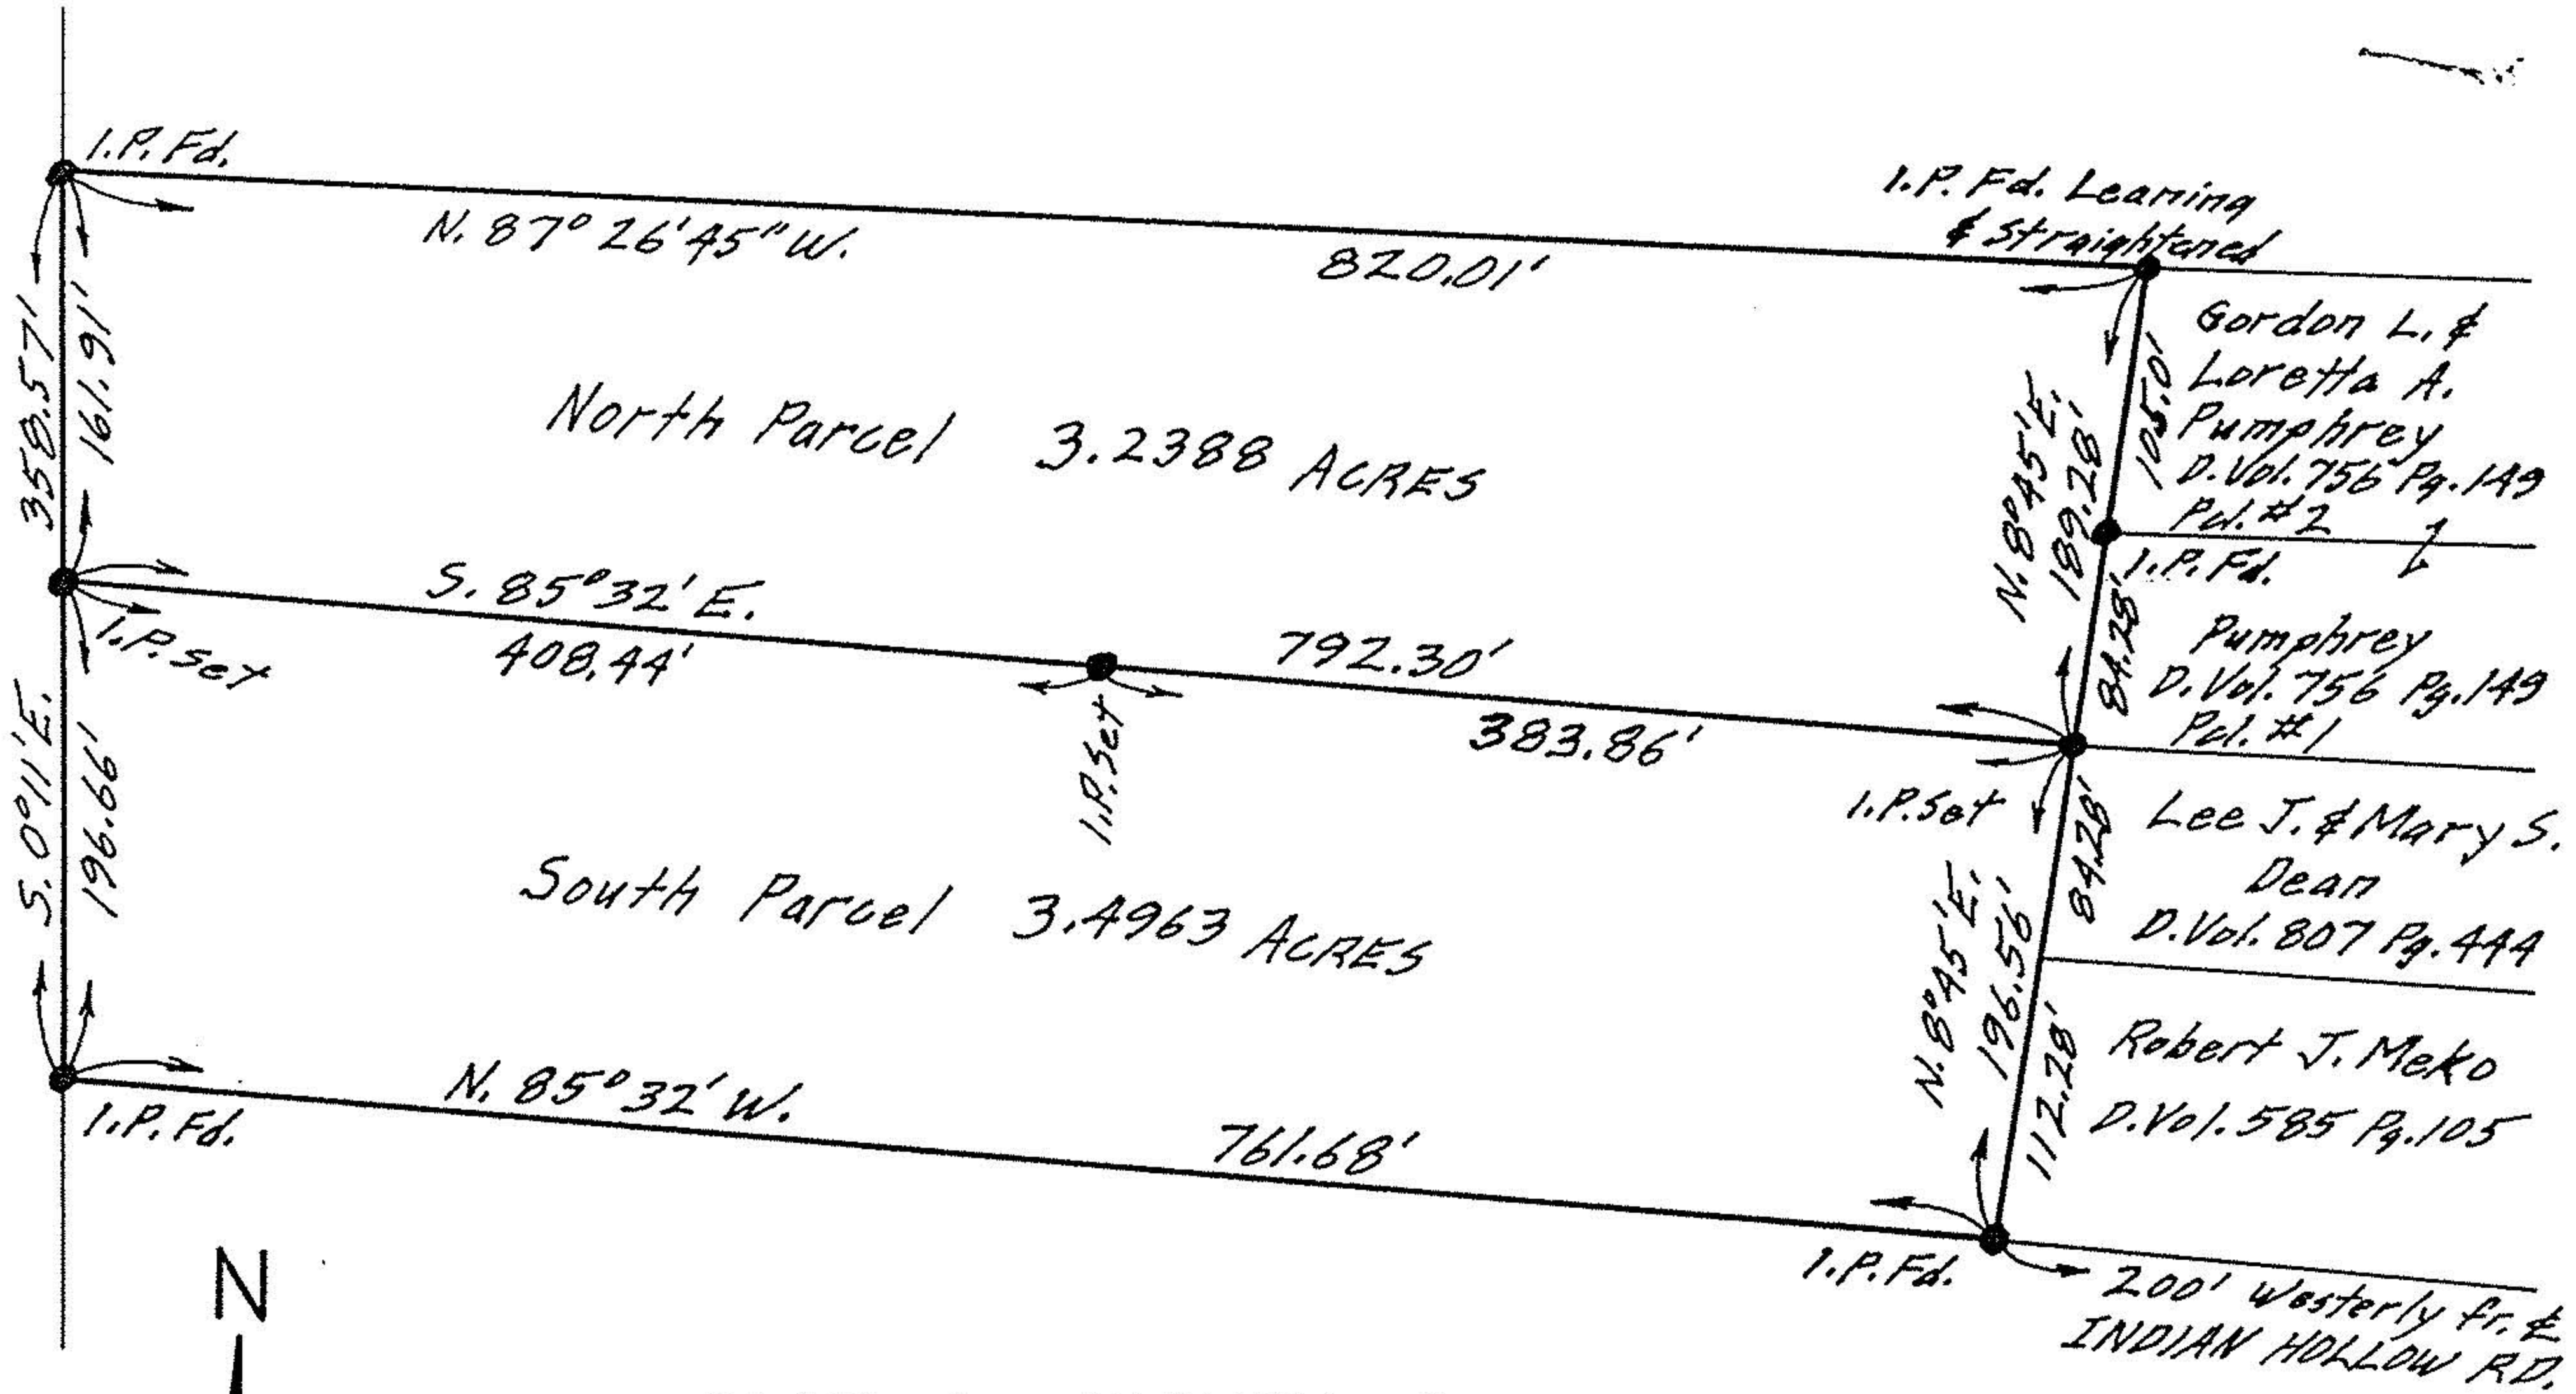 I.P. Fd.
I.P. Fd. Leaning
& Straightened
N. 87° 26' 45" W.
820.01'
358.57'
161.91'
North Parcel 3.2388 ACRES
N. 8° 45' E.
189.28'
105.0'
Gordon L. &
Loretta A.
Pumphrey
D. Vol. 756 Pg. 149
Pcl. #2
I.P. Fd.
S. 85° 32' E.
408.44'
792.30'
383.86'
I.P. Set
I.P. Set
I.P. Set
84.28'
Pumphrey
D. Vol. 756 Pg. 149
Pcl. #1
S. 0° 11' E.
196.66'
South Parcel 3.4963 ACRES
N. 8° 45' E.
196.56'
84.28'
Lee J. & Mary S.
Dean
D. Vol. 807 Pg. 444
112.28'
Robert J. Meko
D. Vol. 585 Pg. 105
I.P. Fd.
N. 85° 32' W.
761.68'
I.P. Fd.
200' Westerly fr. ℄
INDIAN HOLLOW RD.
N